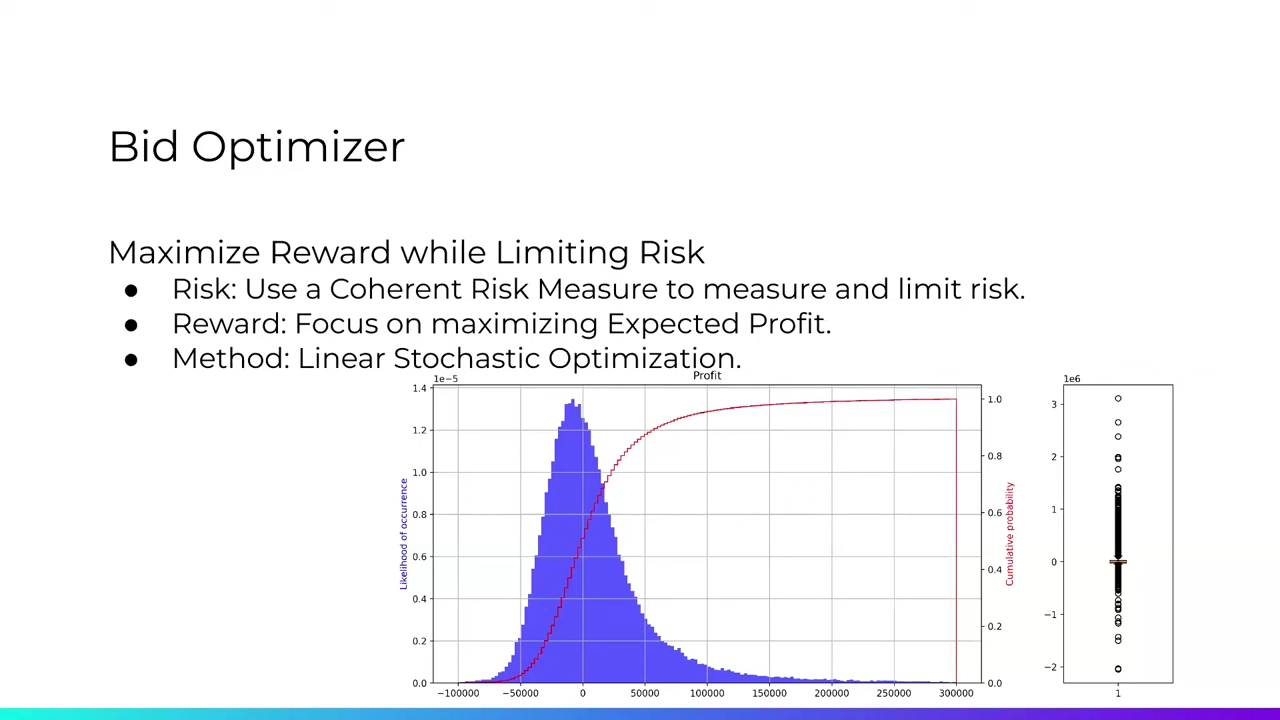 Bid Optimizer
Maximize Reward while Limiting Risk
● Risk: Use a Coherent Risk Measure to measure and limit risk.
● Reward: Focus on maximizing Expected Profit.
● Method: Linear Stochastic Optimization.
Profit
1e−5
1.4
1.2
1.0
0.8
0.6
0.4
0.2
0.0
Likelihood of occurrence
−100000 −50000 0 50000 100000 150000 200000 250000 300000
1.0
0.8
0.6
0.4
0.2
0.0
Cumulative probability
1e6
3
2
1
0
−1
−2
1